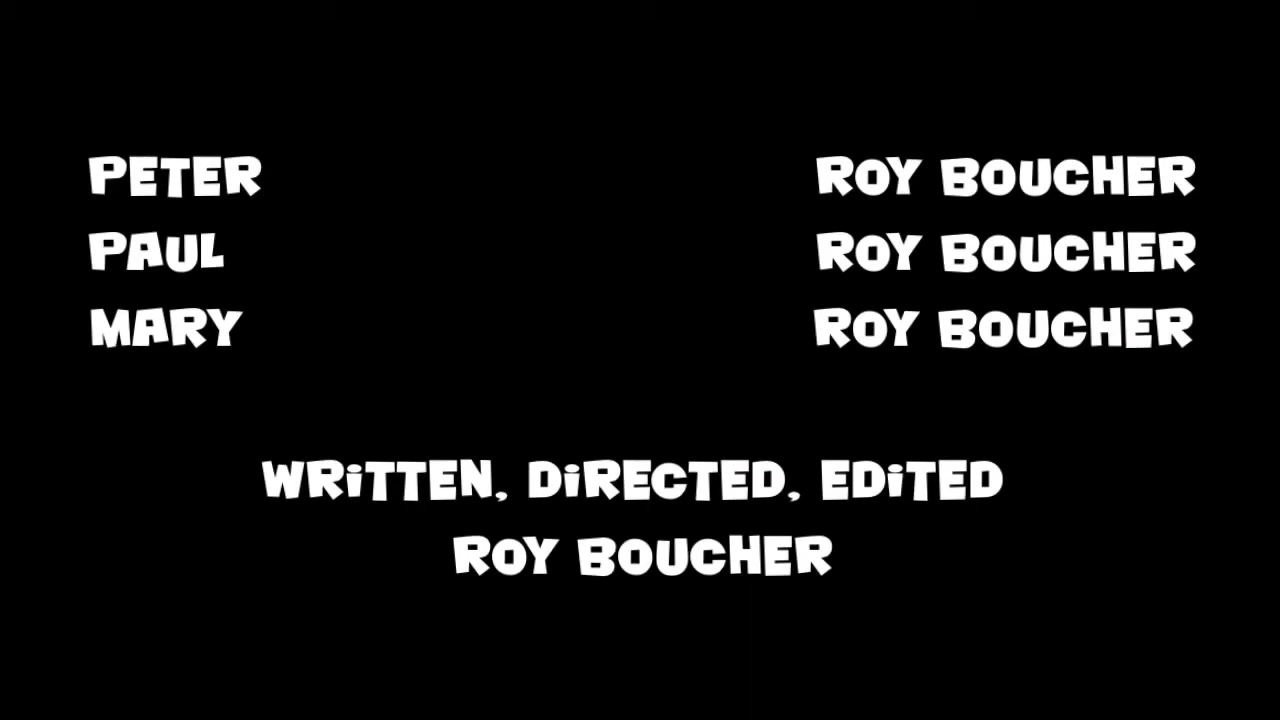 PETER ROY BOUCHER
PAUL ROY BOUCHER
MARY ROY BOUCHER
WRiTTEN, DiRECTED, EDiTED
ROY BOUCHER